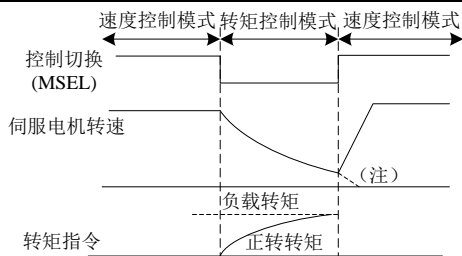 速度控制模式 转矩控制模式 速度控制模式
控制切换
(MSEL)
伺服电机转速
(注)
负载转矩
转矩指令
正转转矩